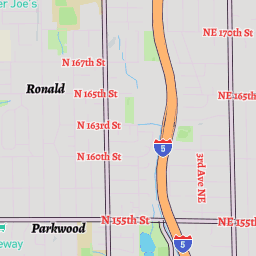 er Joe's
NE 170th St
N 167th St
Ronald
N 165th St
NE 165th
N 163rd St
5
N 160th St
3rd Ave NE
N 155th St
NE 155th
Parkwood
5
eway